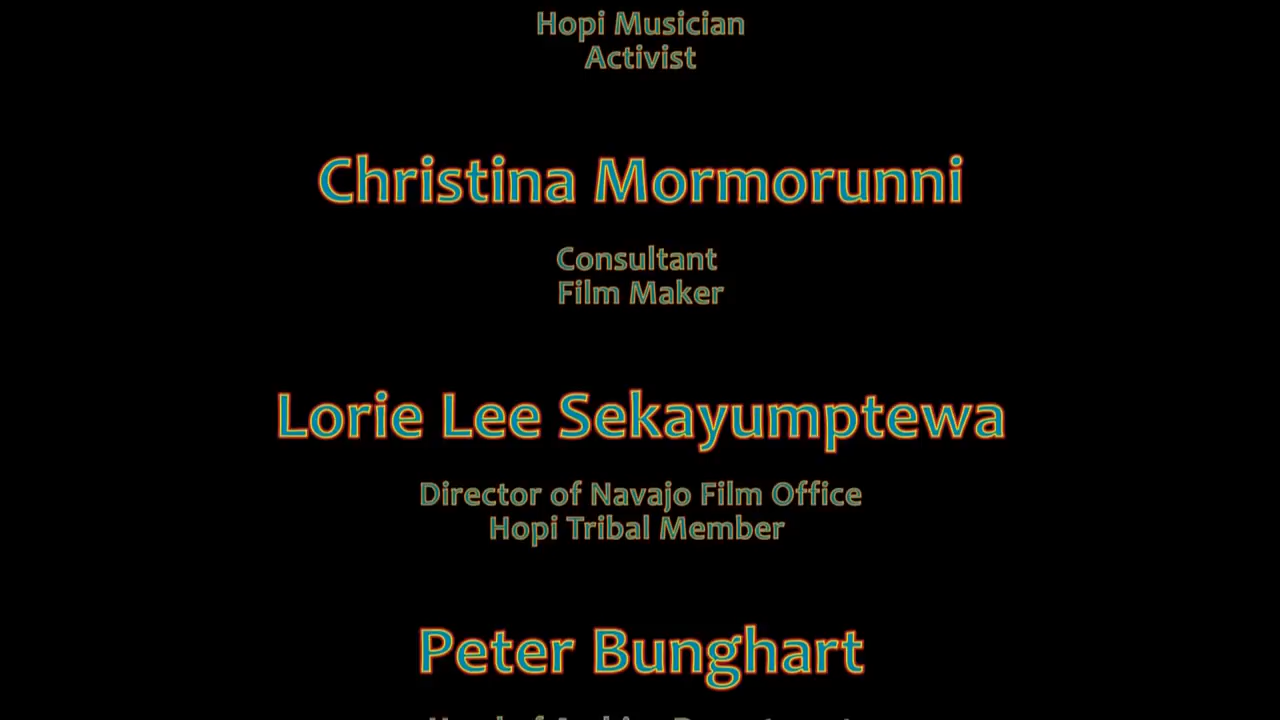 Hopi Musician
Activist
Christina Mormorunni
Consultant
Film Maker
Lorie Lee Sekayumptewa
Director of Navajo Film Office
Hopi Tribal Member
Peter Bunghart